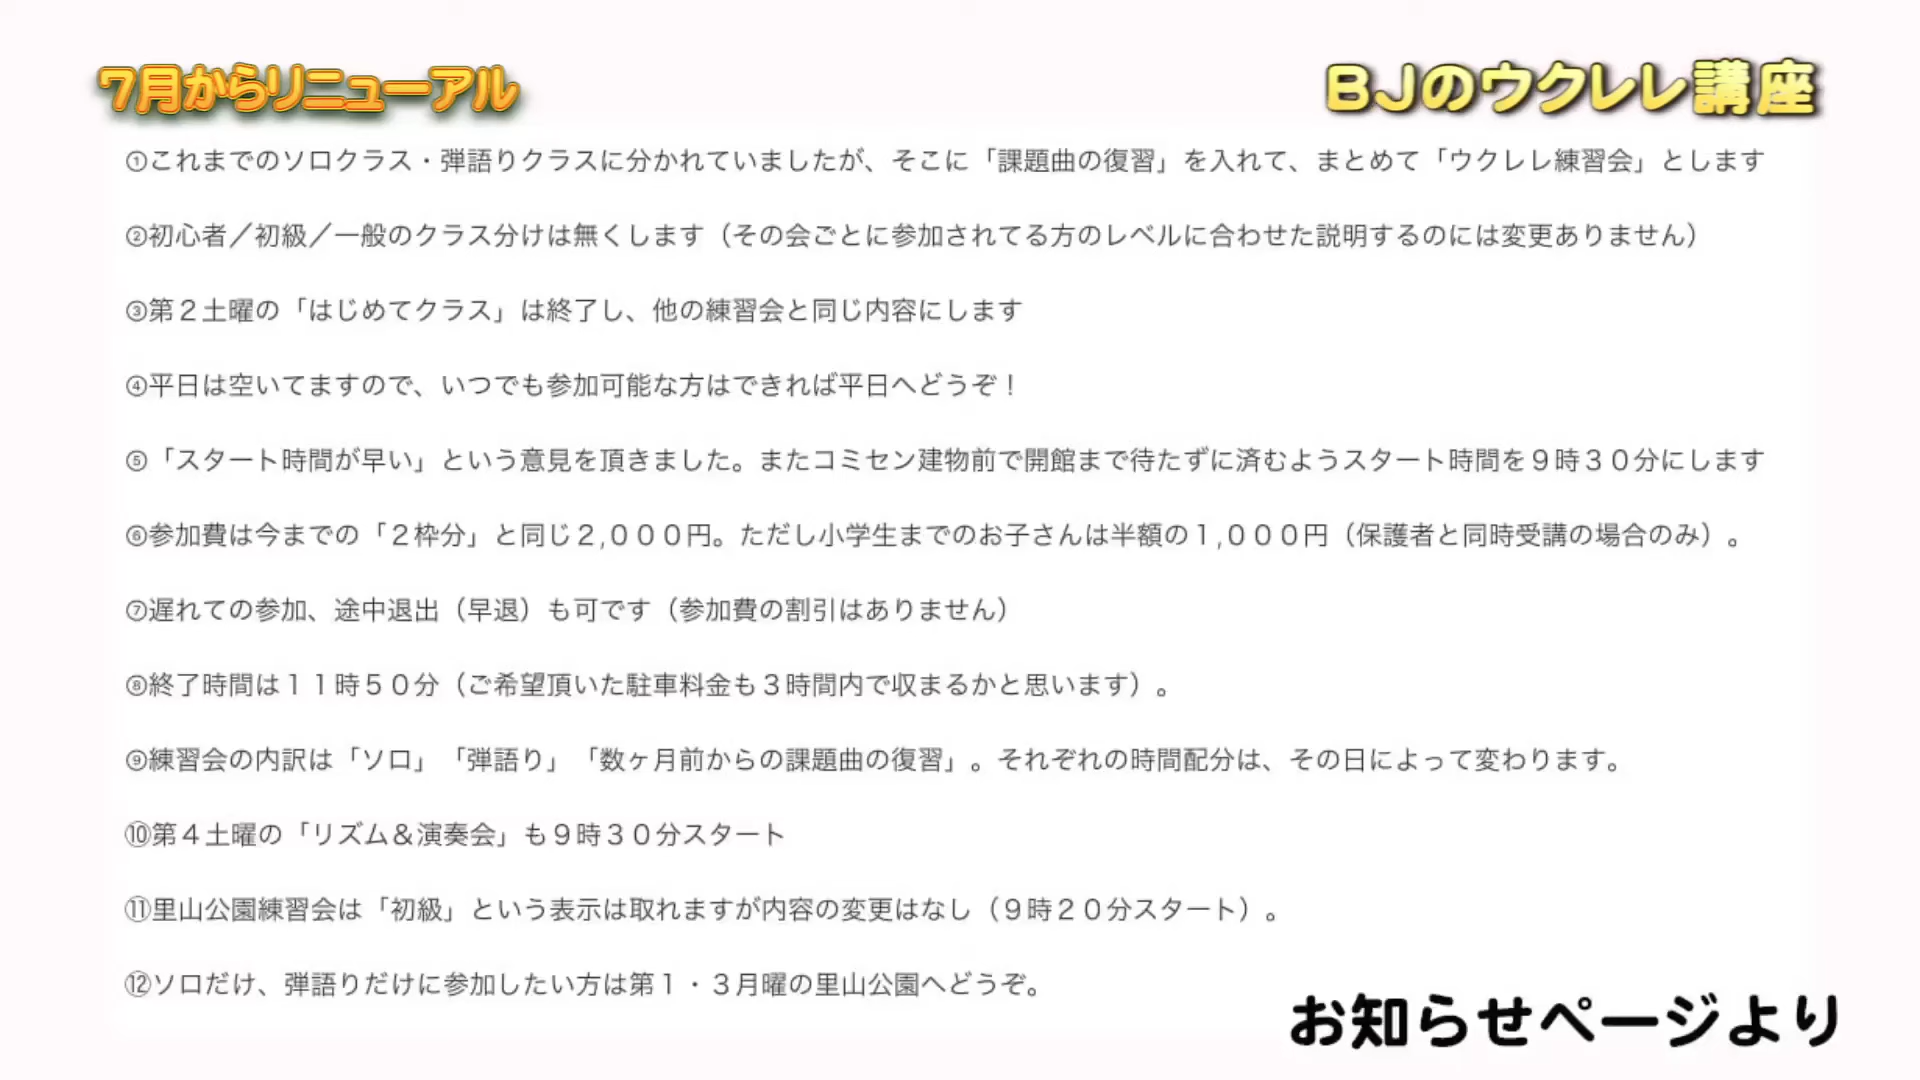 7月からリニューアル
BJのウクレレ講座
①これまでのソロクラス・弾語りクラスに分かれていましたが、そこに「課題曲の復習」を入れて、まとめて「ウクレレ練習会」とします
②初心者／初級／一般のクラス分けは無くします（その会ごとに参加されてる方のレベルに合わせた説明するのには変更ありません）
③第２土曜の「はじめてクラス」は終了し、他の練習会と同じ内容にします
④平日は空いてますので、いつでも参加可能な方はできれば平日へどうぞ！
⑤「スタート時間が早い」という意見を頂きました。またコミセン建物前で開館まで待たずに済むようスタート時間を９時３０分にします
⑥参加費は今までの「２枠分」と同じ２,０００円。ただし小学生までのお子さんは半額の１,０００円（保護者と同時受講の場合のみ）。
⑦遅れての参加、途中退出（早退）も可です（参加費の割引はありません）
⑧終了時間は１１時５０分（ご希望頂いた駐車料金も３時間内で収まるかと思います）。
⑨練習会の内訳は「ソロ」「弾語り」「数ヶ月前からの課題曲の復習」。それぞれの時間配分は、その日によって変わります。
⑩第４土曜の「リズム＆演奏会」も９時３０分スタート
⑪里山公園練習会は「初級」という表示は取れますが内容の変更はなし（９時２０分スタート）。
⑫ソロだけ、弾語りだけに参加したい方は第１・３月曜の里山公園へどうぞ。
お知らせページより